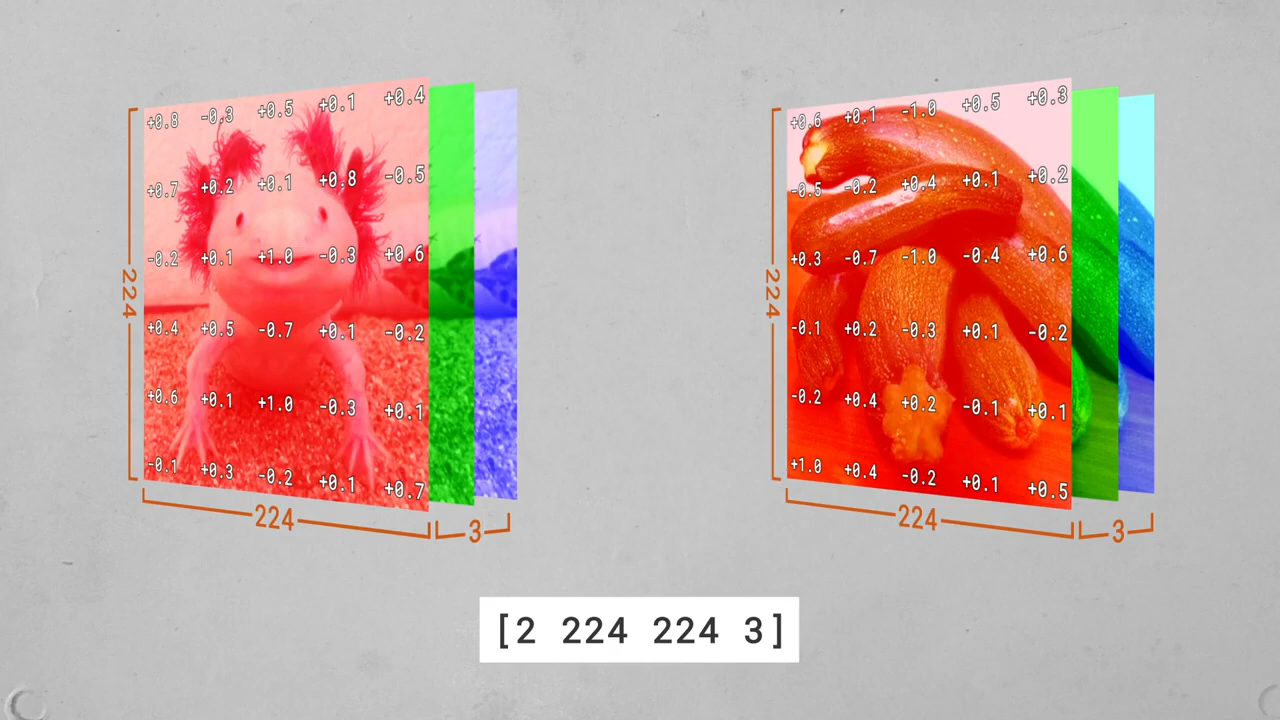 +0.8 -0.3 +0.5 +0.1 +0.4
+0.7 +0.2 +0.1 +0.8 -0.5
-0.2 +0.1 +1.0 -0.3 +0.6
+0.4 +0.5 -0.7 +0.1 -0.2
+0.6 +0.1 +1.0 -0.3 +0.1
-0.1 +0.3 -0.2 +0.1 +0.7
224
224
3
+0.6 +0.1 -1.0 +0.5 +0.3
-0.5 -0.2 +0.4 +0.1 +0.2
+0.3 -0.7 -1.0 -0.4 +0.6
-0.1 +0.2 -0.3 +0.1 -0.2
-0.2 +0.4 +0.2 -0.1 +0.1
+1.0 +0.4 -0.2 +0.1 +0.5
224
224
3
[2 224 224 3]